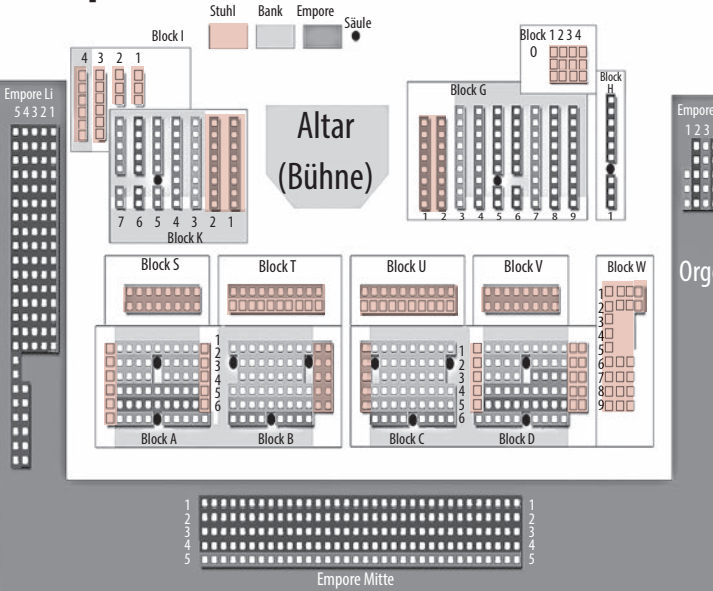 Stuhl Bank Empore
Säule
Block I
4 3 2 1
Block 1 2 3 4
0
Block G
Block
H
Empore Li
5 4 3 2 1
Empore
1 2 3
Altar
(Bühne)
7 6 5 4 3 2 1
Block K
1 2 3 4 5 6 7 8 9
1
Block S
Block T
Block U
Block V
Block W
1
2
3
4
5
6
7
8
9
1
2
3
4
5
6
1
2
3
4
5
6
Block A
Block B
Block C
Block D
1
2
3
4
5
1
2
3
4
5
Empore Mitte